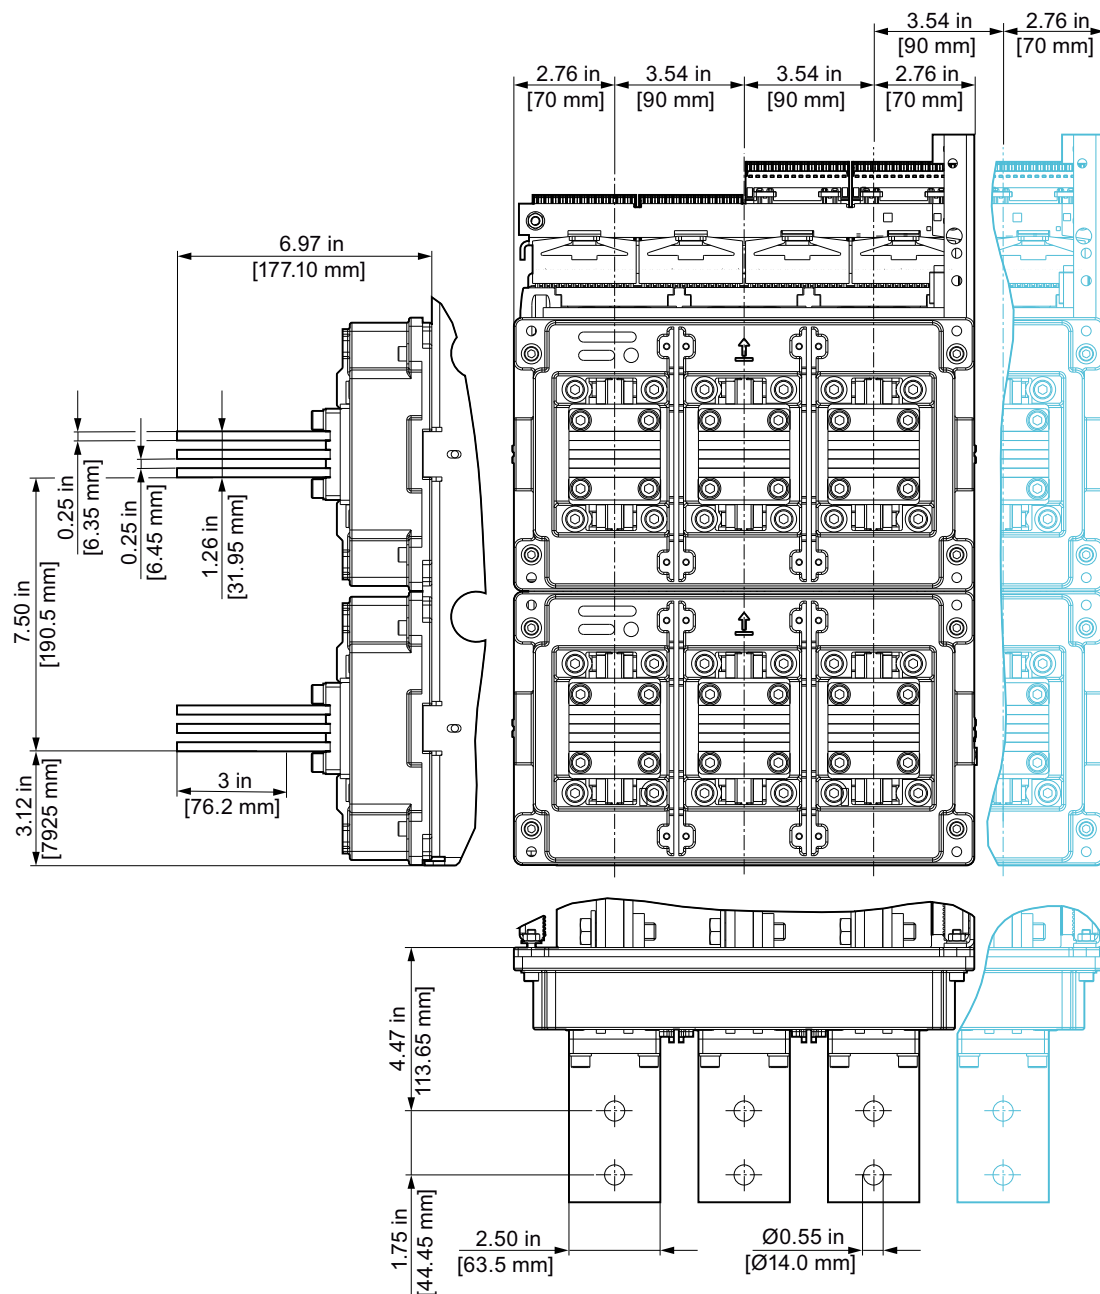 3.54 in
[90 mm]
2.76 in
[70 mm]
2.76 in
[70 mm]
3.54 in
[90 mm]
3.54 in
[90 mm]
2.76 in
[70 mm]
6.97 in
[177.10 mm]
0.25 in
[6.35 mm]
0.25 in
[6.45 mm]
1.26 in
[31.95 mm]
7.50 in
[190.5 mm]
3 in
[76.2 mm]
3.12 in
[7925 mm]
4.47 in
113.65 mm]
1.75 in
[44.45 mm]
2.50 in
[63.5 mm]
Ø0.55 in
[Ø14.0 mm]